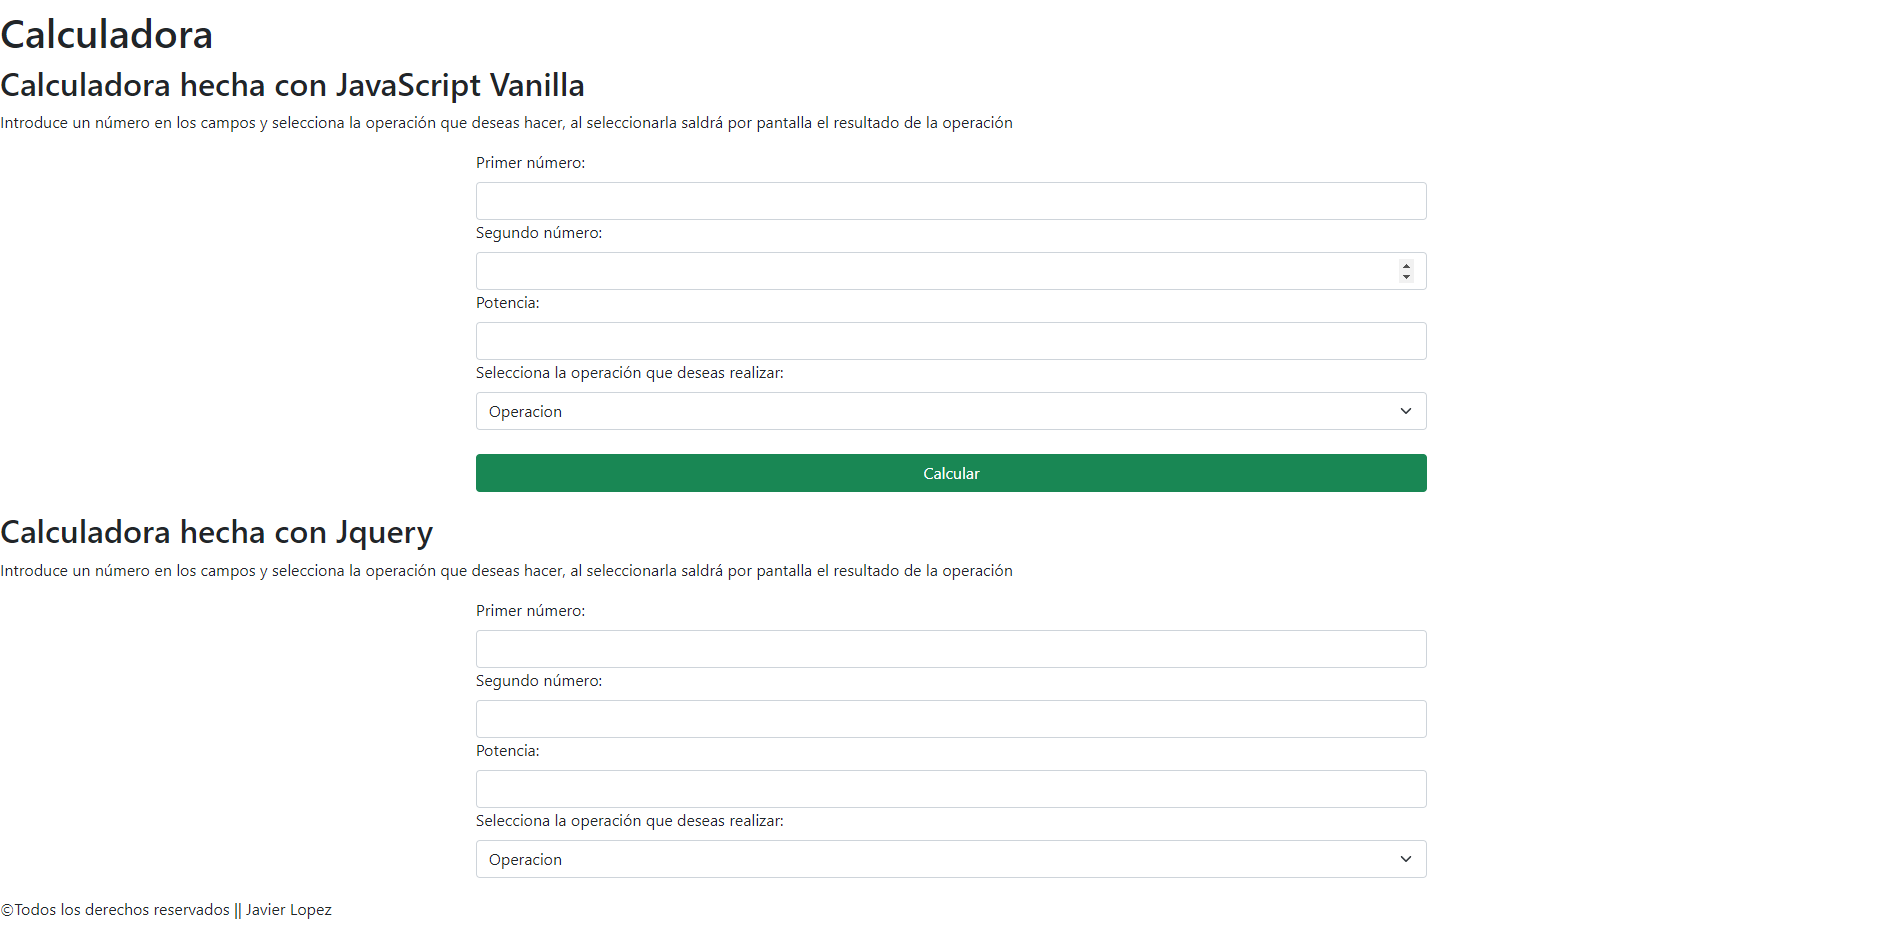 Calculadora
Calculadora hecha con JavaScript Vanilla
Introduce un número en los campos y selecciona la operación que deseas hacer, al seleccionarla saldrá por pantalla el resultado de la operación
Primer número:
Segundo número:
Potencia:
Selecciona la operación que deseas realizar:
Operacion
Calcular
Calculadora hecha con Jquery
Introduce un número en los campos y selecciona la operación que deseas hacer, al seleccionarla saldrá por pantalla el resultado de la operación
Primer número:
Segundo número:
Potencia:
Selecciona la operación que deseas realizar:
Operacion
©Todos los derechos reservados || Javier Lopez